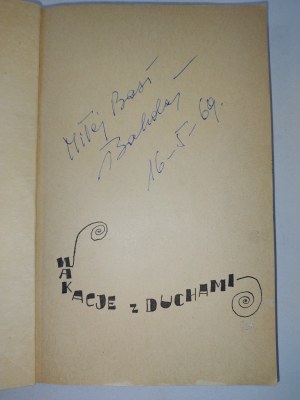 Miłej Basi
Bahdaj
16-5-69.
WAKACJE Z DUCHAMI